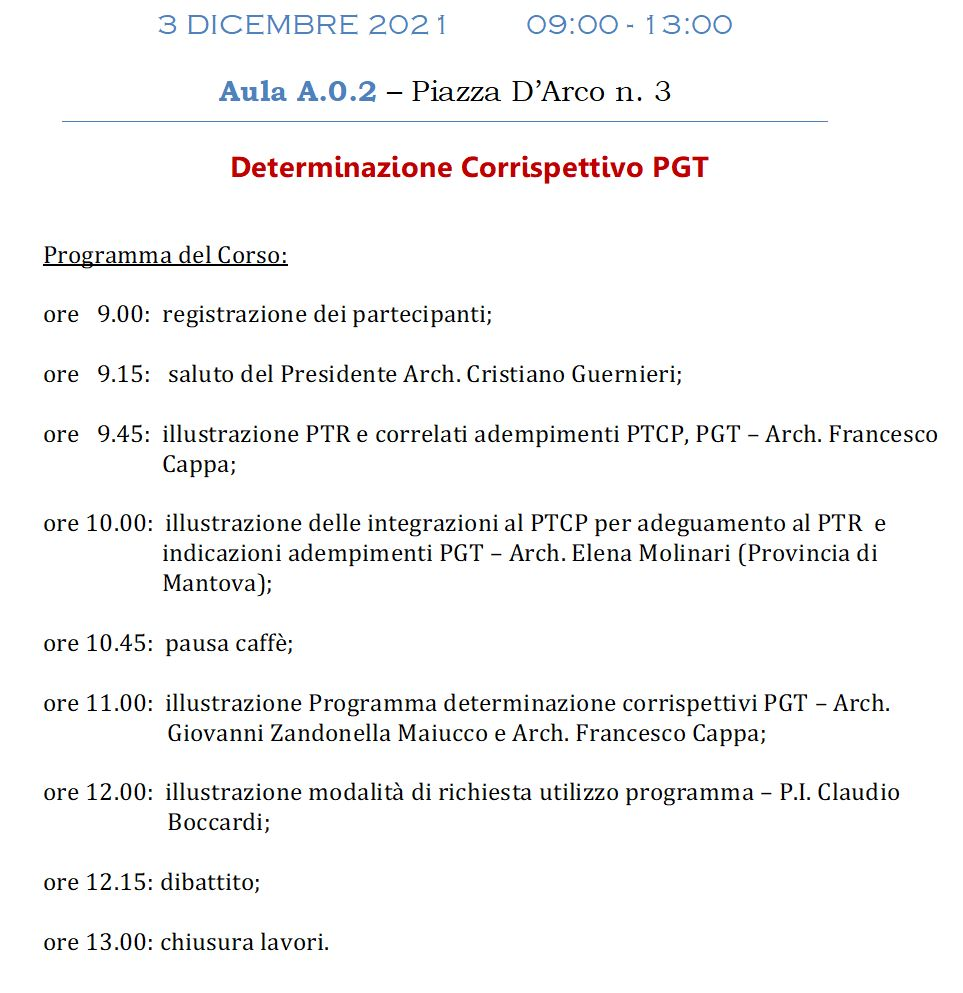 3 DICEMBRE 2021 09:00 - 13:00
Aula A.0.2 – Piazza D’Arco n. 3
Determinazione Corrispettivo PGT
Programma del Corso:
ore 9.00: registrazione dei partecipanti;
ore 9.15: saluto del Presidente Arch. Cristiano Guernieri;
ore 9.45: illustrazione PTR e correlati adempimenti PTCP, PGT – Arch. Francesco
Cappa;
ore 10.00: illustrazione delle integrazioni al PTCP per adeguamento al PTR e
indicazioni adempimenti PGT – Arch. Elena Molinari (Provincia di
Mantova);
ore 10.45: pausa caffè;
ore 11.00: illustrazione Programma determinazione corrispettivi PGT – Arch.
Giovanni Zandonella Maiucco e Arch. Francesco Cappa;
ore 12.00: illustrazione modalità di richiesta utilizzo programma – P.I. Claudio
Boccardi;
ore 12.15: dibattito;
ore 13.00: chiusura lavori.